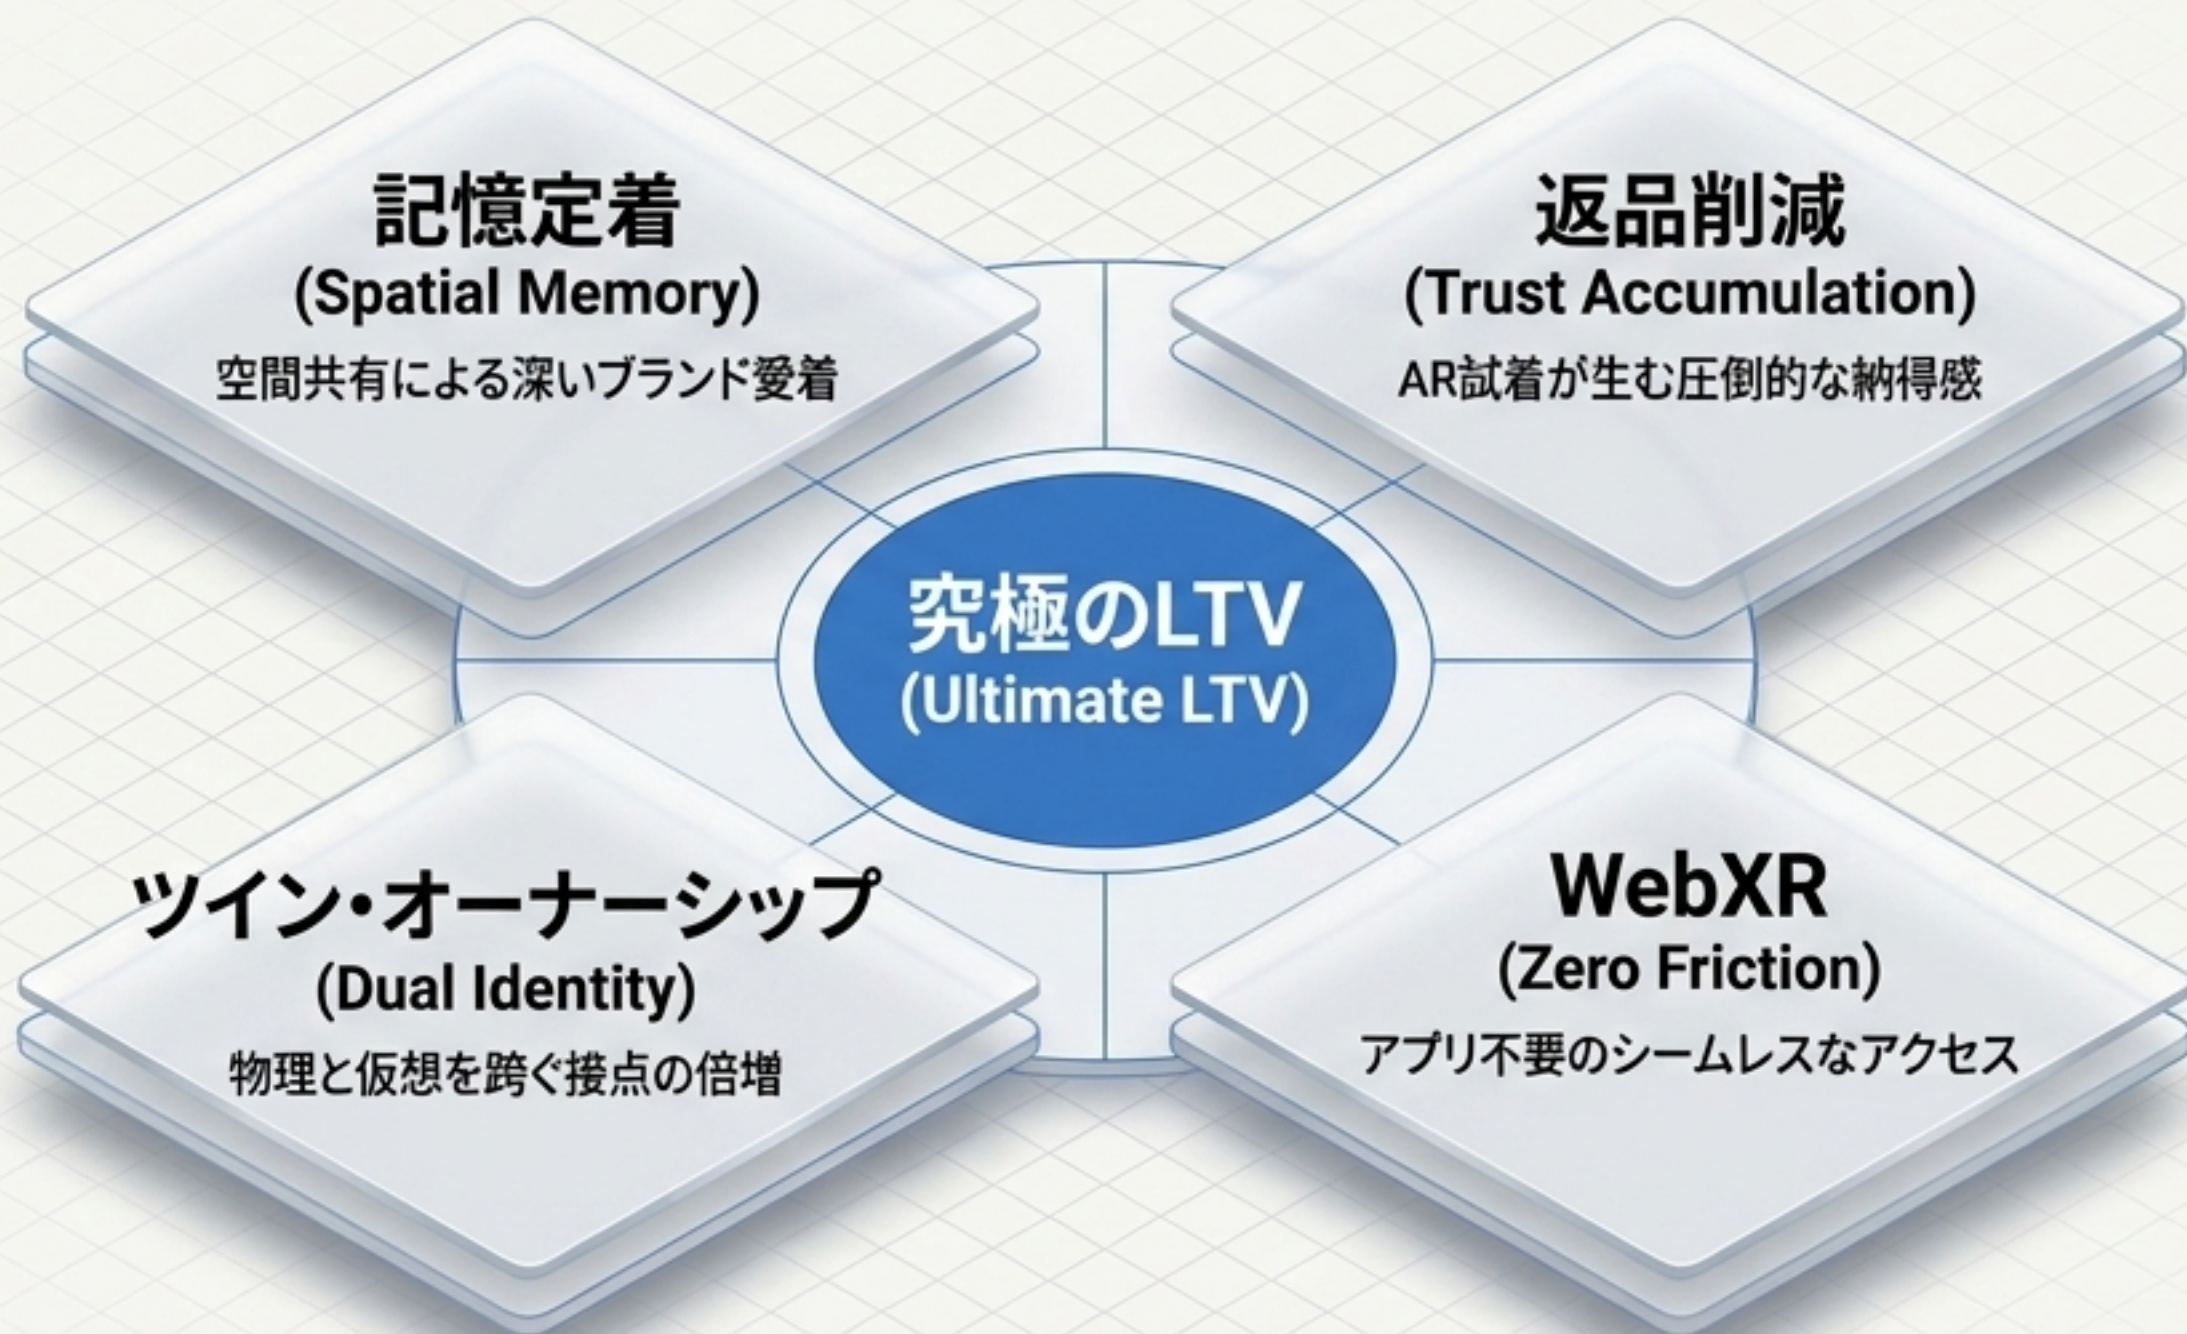 記憶定着
(Spatial Memory)
空間共有による深いブランド愛着
返品削減
(Trust Accumulation)
AR試着が生む圧倒的な納得感
究極のLTV
(Ultimate LTV)
ツイン・オーナーシップ
(Dual Identity)
物理と仮想を跨ぐ接点の倍増
WebXR
(Zero Friction)
アプリ不要のシームレスなアクセス